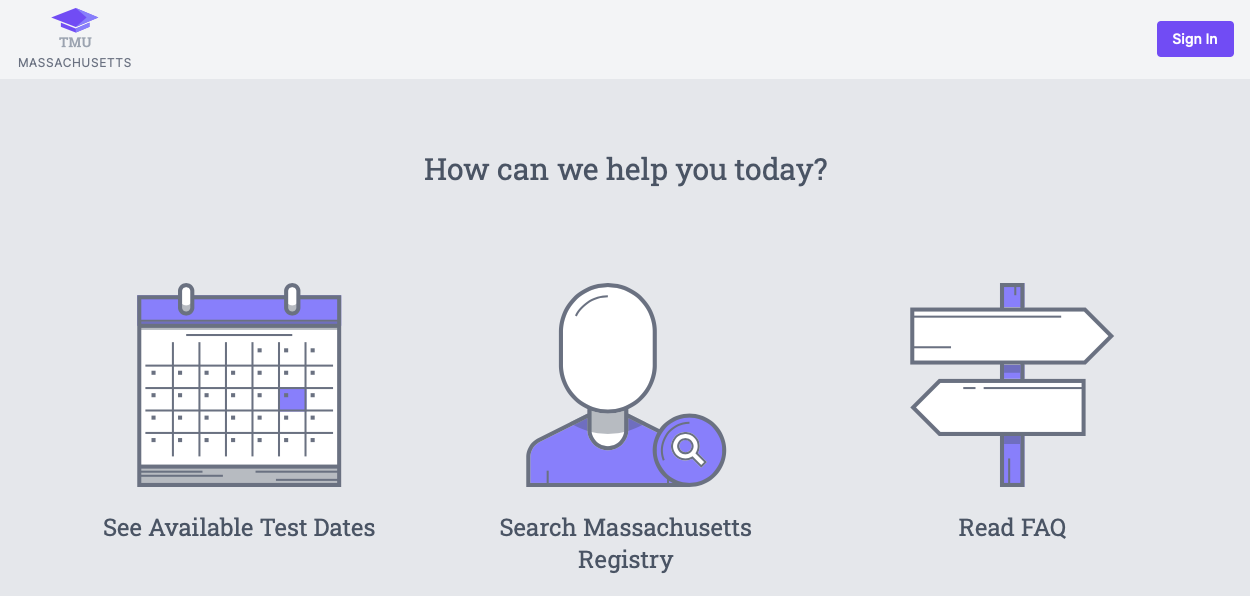 TMU
MASSACHUSETTS
Sign In
How can we help you today?
See Available Test Dates
Search Massachusetts
Registry
Read FAQ